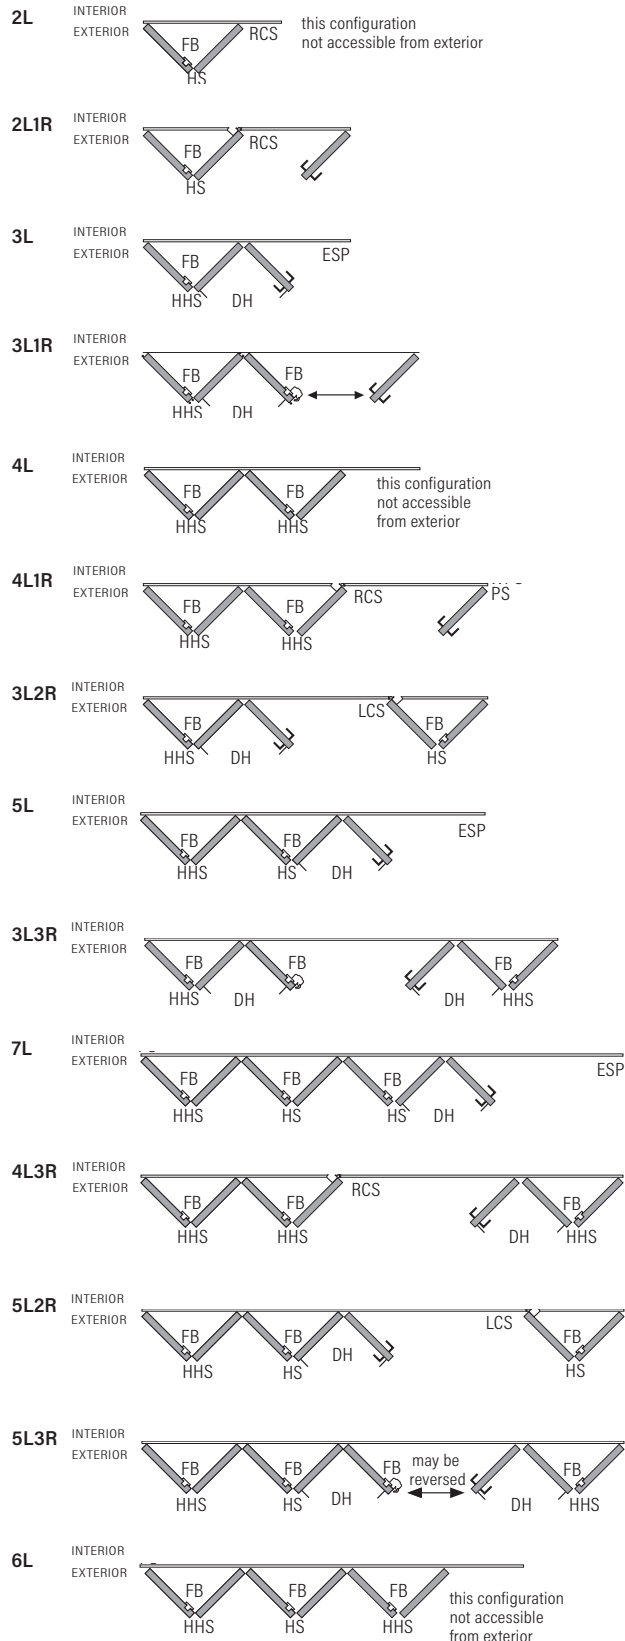 2L INTERIOR
EXTERIOR
FB RCS
HS
this configuration
not accessible from exterior
2L1R INTERIOR
EXTERIOR
FB RCS
HS
3L INTERIOR
EXTERIOR
FB ESP
HHS DH
3L1R INTERIOR
EXTERIOR
FB FB
HHS DH
4L INTERIOR
EXTERIOR
FB FB
HHS HHS
this configuration
not accessible
from exterior
4L1R INTERIOR
EXTERIOR
FB FB RCS PS
HHS HHS
3L2R INTERIOR
EXTERIOR
FB LCS FB
HHS DH HS
5L INTERIOR
EXTERIOR
FB FB ESP
HHS HS DH
3L3R INTERIOR
EXTERIOR
FB FB FB
HHS DH DH HHS
7L INTERIOR
EXTERIOR
FB FB FB ESP
HHS HS HS DH
4L3R INTERIOR
EXTERIOR
FB FB RCS FB
HHS HHS DH HHS
5L2R INTERIOR
EXTERIOR
FB FB DH LCS FB
HHS HS HS
5L3R INTERIOR
EXTERIOR
FB FB FB may be
reversed FB
HHS HS DH DH HHS
6L INTERIOR
EXTERIOR
FB FB FB
HHS HS HHS
this configuration
not accessible
from exterior